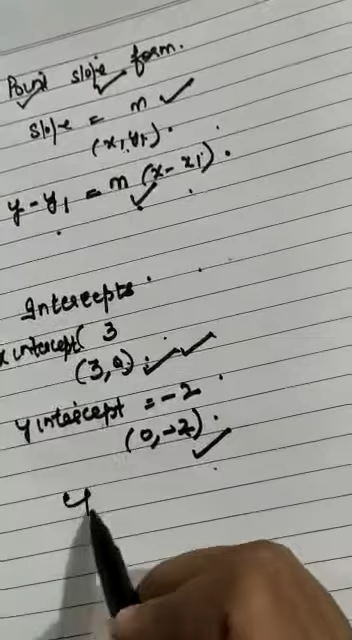 Point slope form.
slope = m
(x₁, y₁).
y - y₁ = m (x - x₁).
Intercepts.
x intercept( 3
(3, 0).
y intercept = -2.
(0, -2).
y